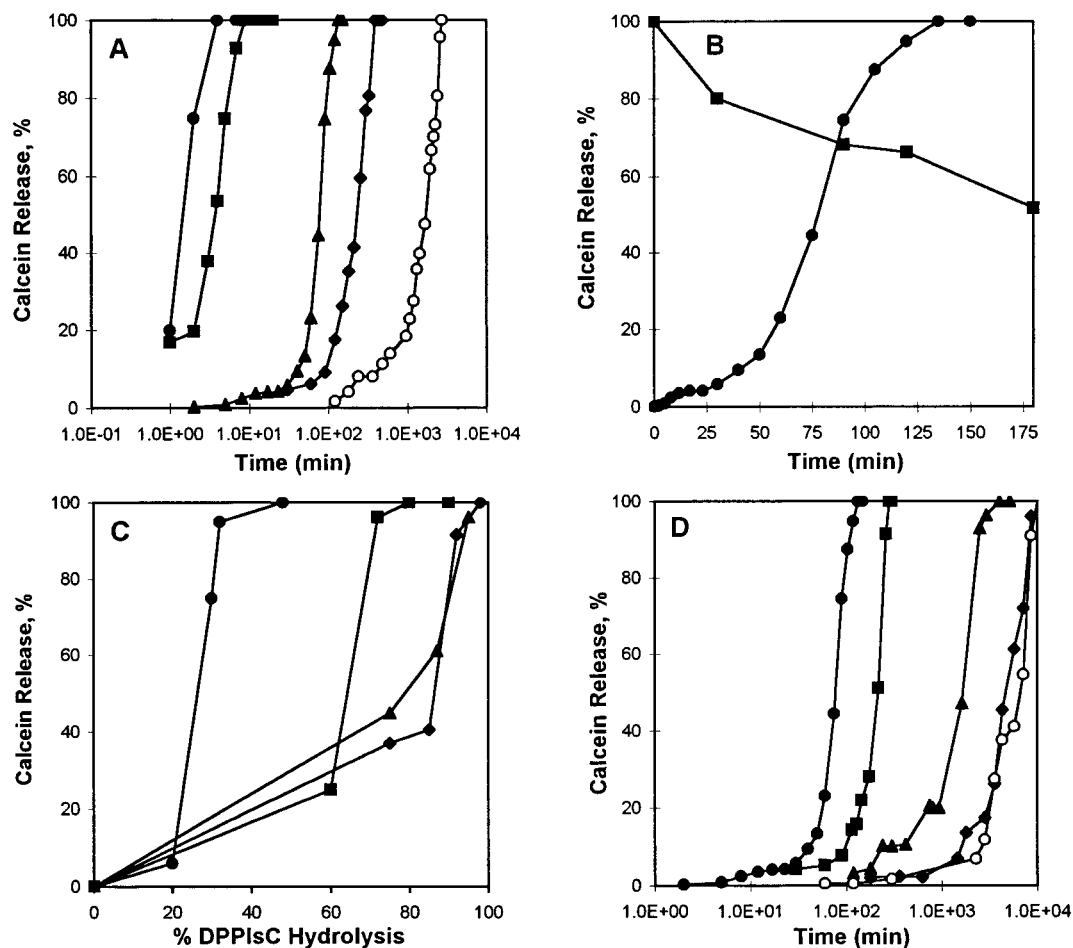 A
Calcein Release, %
100
80
60
40
20
0
1.0E-01 1.0E+00 1.0E+01 1.0E+02 1.0E+03 1.0E+04
Time (min)
B
Calcein Release, %
100
80
60
40
20
0
0 25 50 75 100 125 150 175
Time (min)
C
Calcein Release, %
100
80
60
40
20
0
0 20 40 60 80 100
% DPPlsC Hydrolysis
D
Calcein Release, %
100
80
60
40
20
0
1.0E+00 1.0E+01 1.0E+02 1.0E+03 1.0E+04
Time (min)